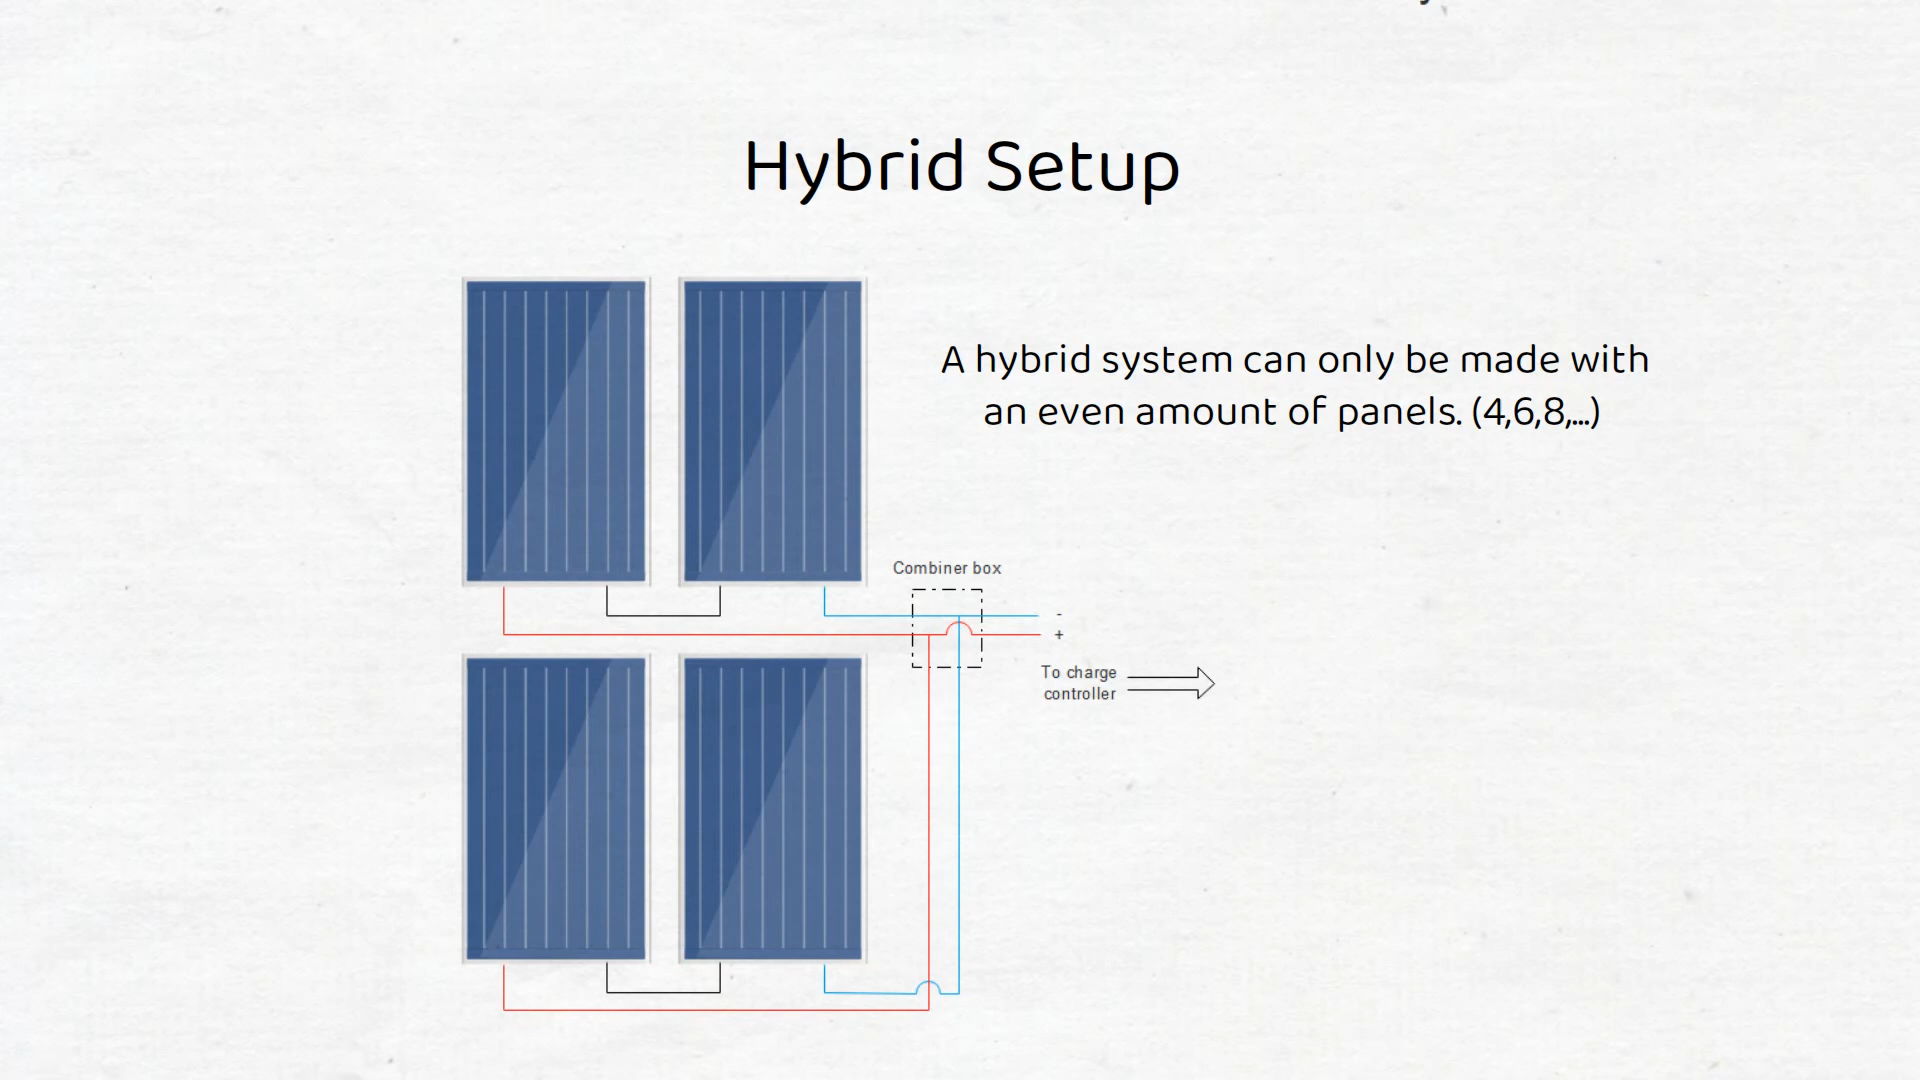 Hybrid Setup
A hybrid system can only be made with
an even amount of panels. (4,6,8,...)
Combiner box
-
+
To charge
controller